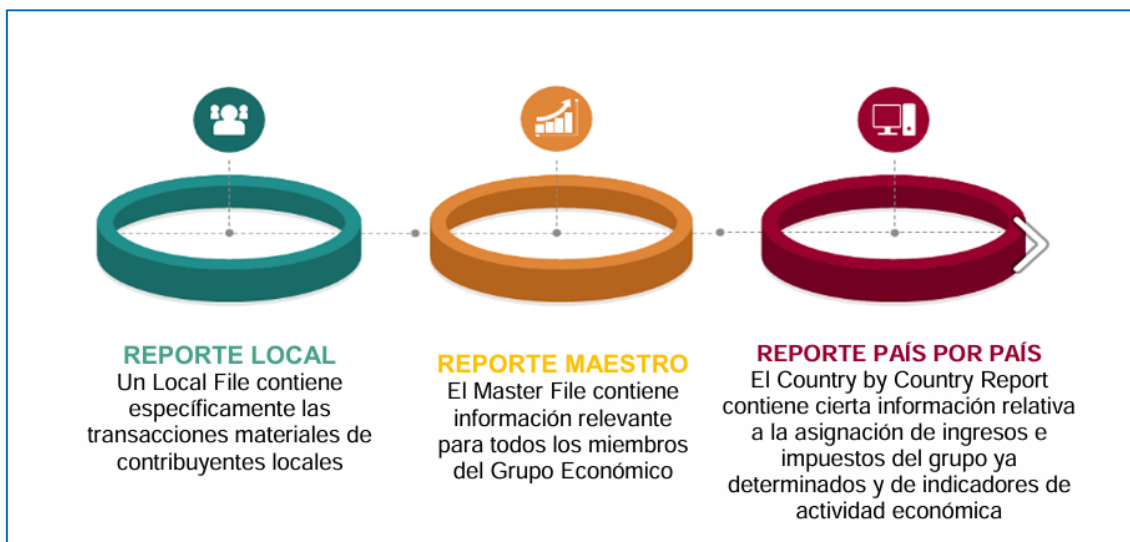 REPORTE LOCAL
Un Local File contiene
específicamente las
transacciones materiales de
contribuyentes locales
REPORTE MAESTRO
El Master File contiene
información relevante
para todos los miembros
del Grupo Económico
REPORTE PAÍS POR PAÍS
El Country by Country Report
contiene cierta información relativa
a la asignación de ingresos e
impuestos del grupo ya
determinados y de indicadores de
actividad económica